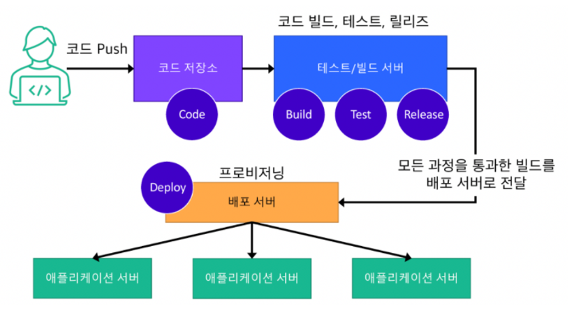 코드 빌드, 테스트, 릴리즈
코드 Push
코드 저장소
테스트/빌드 서버
Code
Build
Test
Release
모든 과정을 통과한 빌드를
배포 서버로 전달
프로비저닝
Deploy
배포 서버
애플리케이션 서버
애플리케이션 서버
애플리케이션 서버